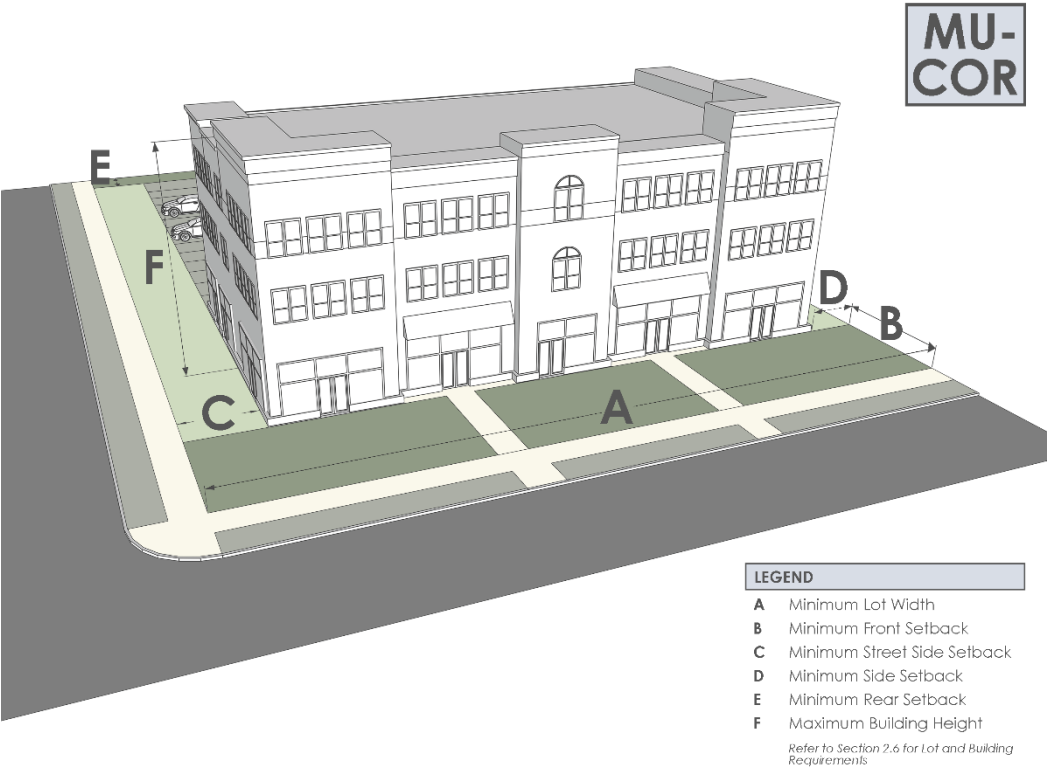 MU-
COR
E
F
D
B
C
A
LEGEND
A Minimum Lot Width
B Minimum Front Setback
C Minimum Street Side Setback
D Minimum Side Setback
E Minimum Rear Setback
F Maximum Building Height
Refer to Section 2.6 for Lot and Building
Requirements